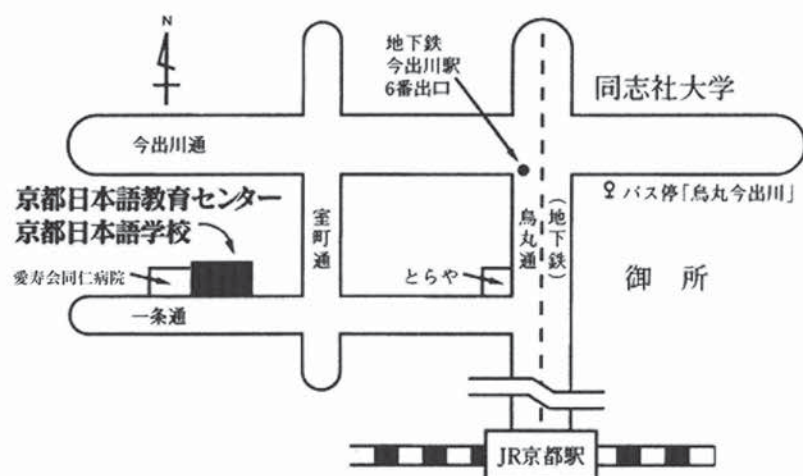 N
地下鉄
今出川駅
6番出口
同志社大学
今出川通
京都日本語教育センター
京都日本語学校
室町通
烏丸通
(地下鉄)
バス停「烏丸今出川」
愛寿会同仁病院
とらや
御所
一条通
JR京都駅